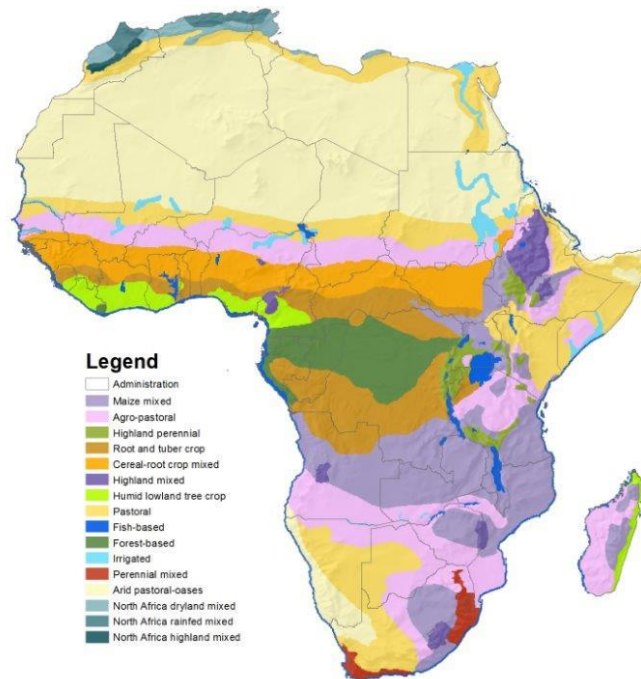 Legend
Administration
Maize mixed
Agro-pastoral
Highland perennial
Root and tuber crop
Cereal-root crop mixed
Highland mixed
Humid lowland tree crop
Pastoral
Fish-based
Forest-based
Irrigated
Perennial mixed
Arid pastoral-oases
North Africa dryland mixed
North Africa rainfed mixed
North Africa highland mixed